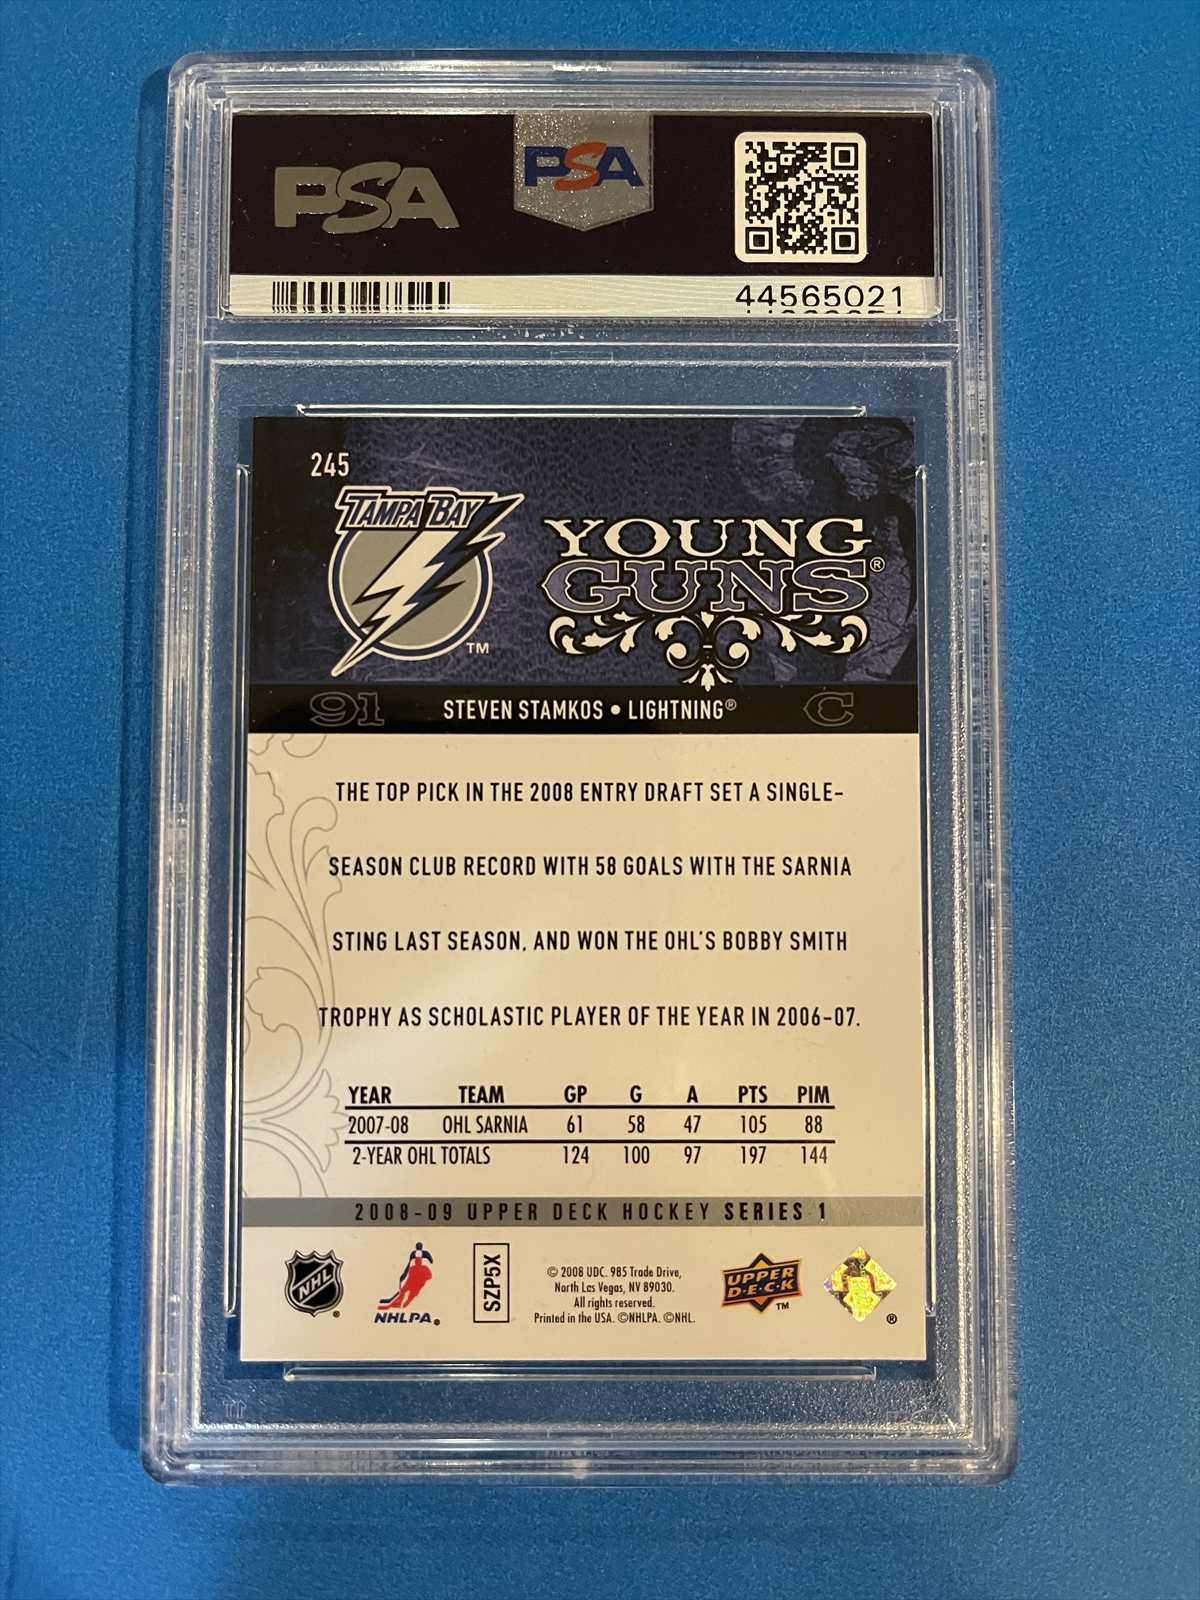 PSA
PSA
44565021
245
TAMPA BAY
TM
YOUNG
GUNS®
91 STEVEN STAMKOS • LIGHTNING® C
THE TOP PICK IN THE 2008 ENTRY DRAFT SET A SINGLE-
SEASON CLUB RECORD WITH 58 GOALS WITH THE SARNIA
STING LAST SEASON, AND WON THE OHL'S BOBBY SMITH
TROPHY AS SCHOLASTIC PLAYER OF THE YEAR IN 2006-07.
YEAR TEAM GP G A PTS PIM
2007-08 OHL SARNIA 61 58 47 105 88
2-YEAR OHL TOTALS 124 100 97 197 144
2008-09 UPPER DECK HOCKEY SERIES 1
NHL ®
NHLPA®
SZP5X
© 2008 UDC. 985 Trade Drive,
North Las Vegas, NV 89030.
All rights reserved.
Printed in the USA. ©NHLPA. ©NHL.
UPPER
DECK TM
®